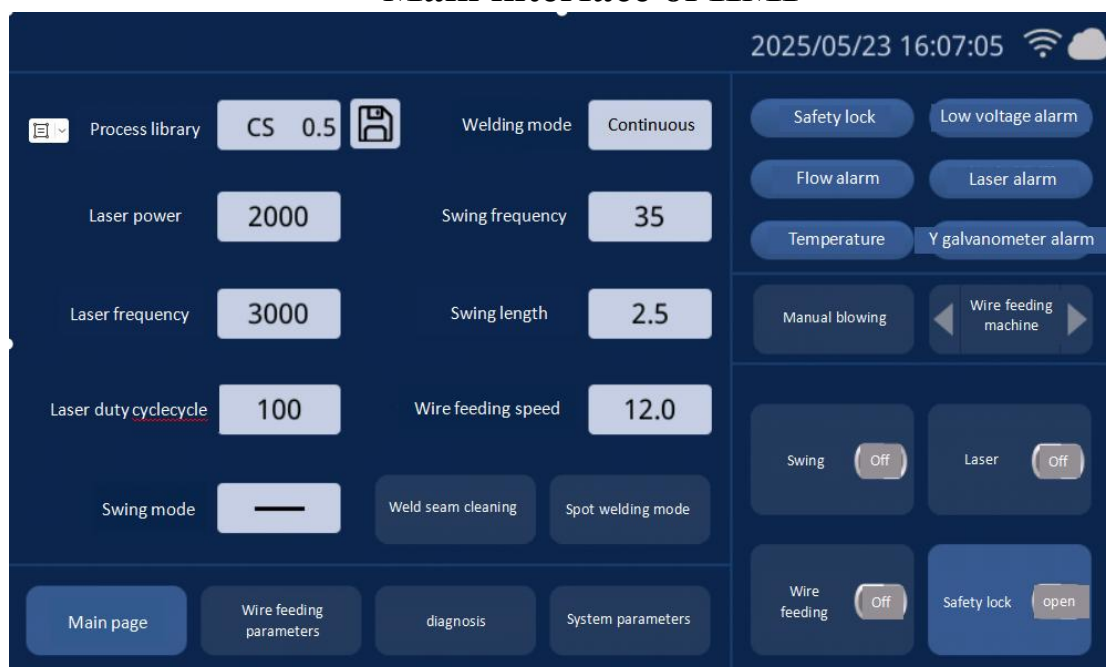 Main interface of HMI
2025/05/23 16:07:05
Process library
CS 0.5
Welding mode
Continuous
Safety lock
Low voltage alarm
Flow alarm
Laser alarm
Laser power
2000
Swing frequency
35
Temperature
Y galvanometer alarm
Laser frequency
3000
Swing length
2.5
Manual blowing
Wire feeding
machine
Laser duty cyclecycle
100
Wire feeding speed
12.0
Swing
Off
Laser
Off
Swing mode
Weld seam cleaning
Spot welding mode
Wire
feeding
Off
Safety lock
open
Main page
Wire feeding
parameters
diagnosis
System parameters